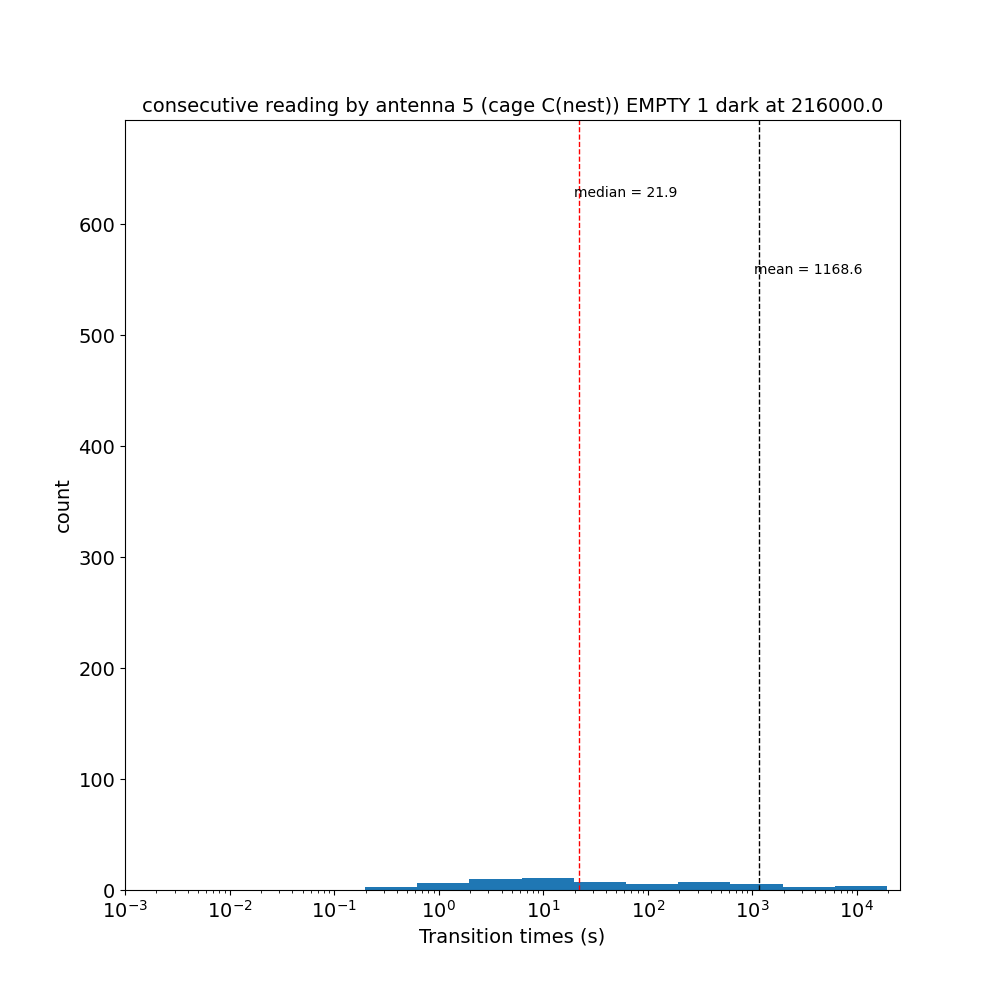 consecutive reading by antenna 5 (cage C(nest)) EMPTY 1 dark at 216000.0
median = 21.9
mean = 1168.6
600
500
400
300
200
100
0
count
10⁻³ 10⁻² 10⁻¹ 10⁰ 10¹ 10² 10³ 10⁴
Transition times (s)